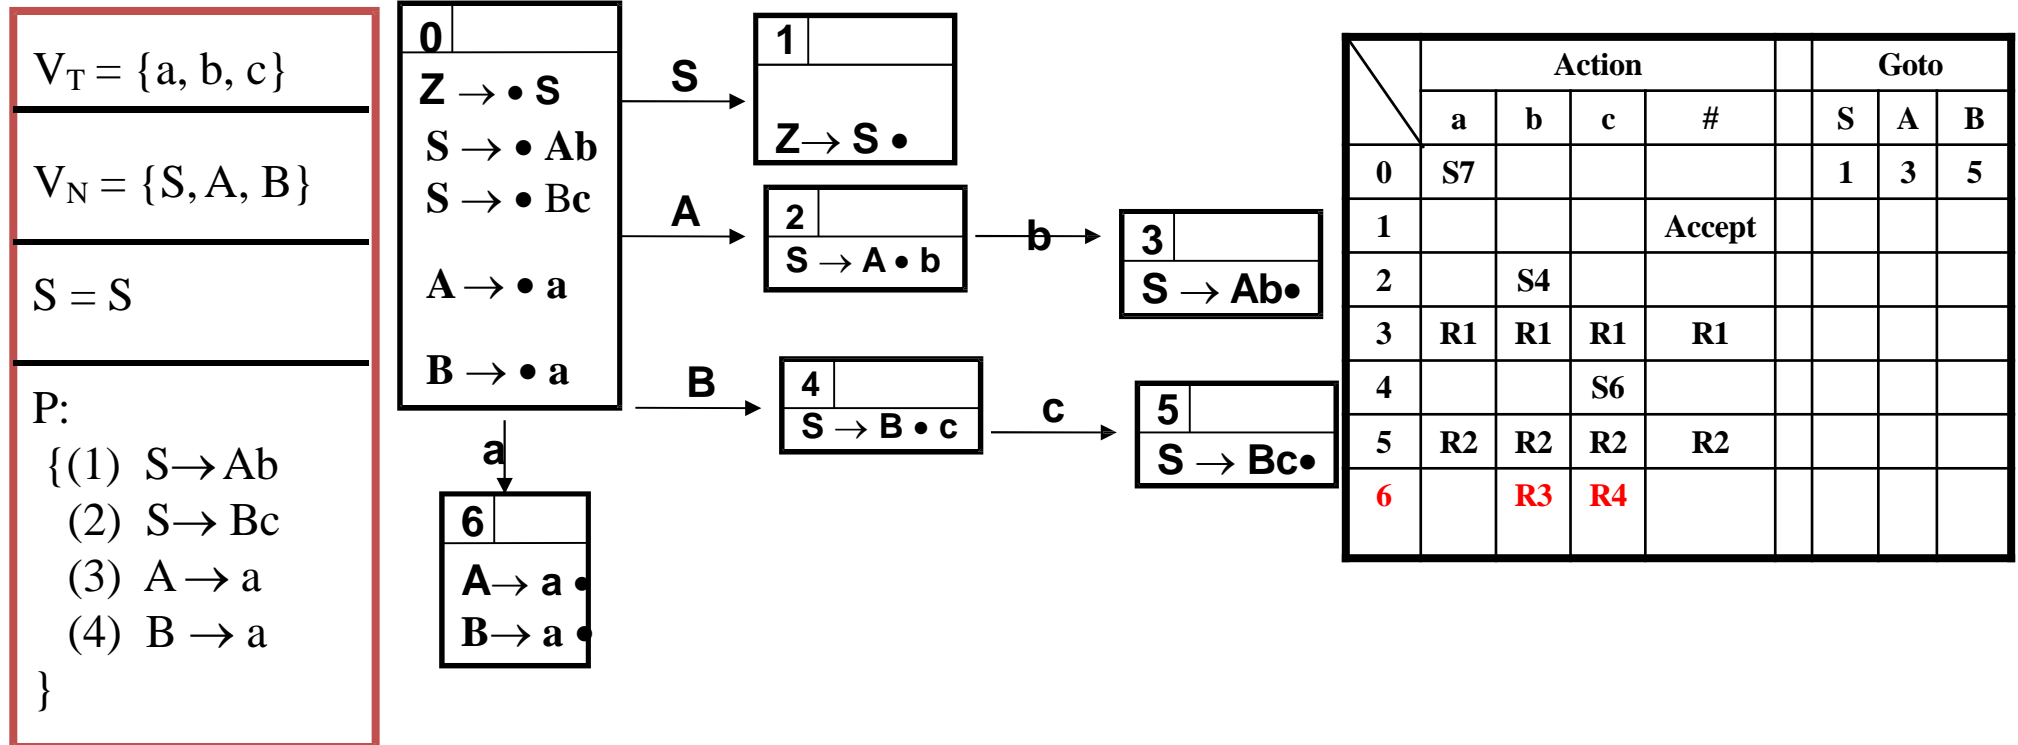 V_T = {a, b, c}
V_N = {S, A, B}
S = S
P:
{(1) S→Ab
(2) S→ Bc
(3) A → a
(4) B → a
}
0
Z → • S
S → • Ab
S → • Bc
A → • a
B → • a
S
1
Z→ S •
A
2
S → A • b
b
3
S → Ab•
B
4
S → B • c
c
5
S → Bc•
a
6
A→ a •
B→ a •
Action Goto
a b c # S A B
0 S7 1 3 5
1 Accept
2 S4
3 R1 R1 R1 R1
4 S6
5 R2 R2 R2 R2
6 R3 R4